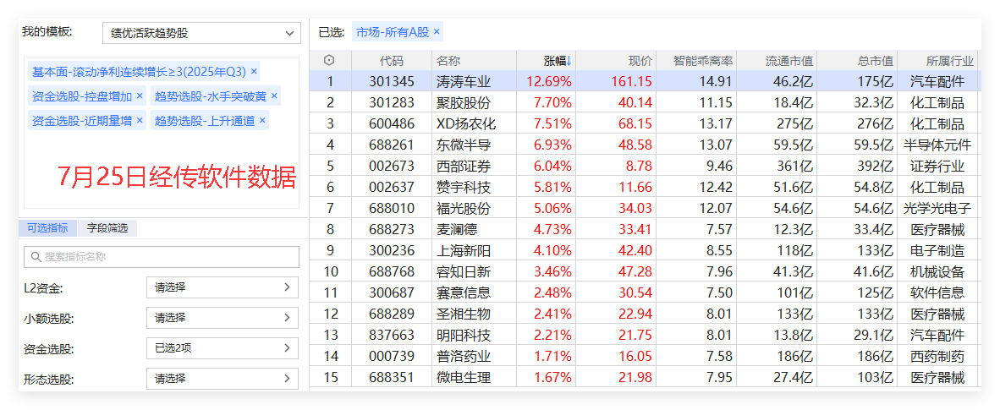 我的模板: 绩优活跃趋势股
基本面-滚动净利连续增长≥3(2025年Q3) ×
资金选股-控盘增加 × 趋势选股-水手突破黄 ×
资金选股-近期量增 × 趋势选股-上升通道 ×
7月25日经传软件数据
可选指标 字段筛选
搜索指标名称
L2资金: 请选择
小额选股: 请选择
资金选股: 已选2项
形态选股: 请选择
已选: 市场-所有A股 ×
代码 名称 涨幅↓ 现价 智能乖离率 流通市值 总市值 所属行业
1 301345 涛涛车业 12.69% 161.15 14.91 46.2亿 175亿 汽车配件
2 301283 聚胶股份 7.70% 40.14 11.15 18.4亿 32.3亿 化工制品
3 600486 XD扬农化 7.51% 68.15 13.17 275亿 276亿 化工制品
4 688261 东微半导 6.93% 48.58 13.07 59.5亿 59.5亿 半导体元件
5 002673 西部证券 6.04% 8.78 9.46 361亿 392亿 证券行业
6 002637 赞宇科技 5.81% 11.66 12.42 51.6亿 54.8亿 化工制品
7 688010 福光股份 5.06% 34.03 12.07 54.6亿 54.6亿 光学光电子
8 688273 麦澜德 4.73% 33.41 7.57 12.3亿 33.4亿 医疗器械
9 300236 上海新阳 4.10% 42.40 8.55 118亿 133亿 电子制造
10 688768 容知日新 3.46% 47.28 7.96 41.3亿 41.6亿 机械设备
11 300687 赛意信息 2.48% 30.54 7.50 101亿 125亿 软件信息
12 688289 圣湘生物 2.41% 22.94 8.01 133亿 133亿 医疗器械
13 837663 明阳科技 2.21% 21.75 8.01 13.8亿 29.1亿 汽车配件
14 000739 普洛药业 1.71% 16.05 7.58 186亿 186亿 西药制药
15 688351 微电生理 1.67% 21.98 7.95 27.4亿 103亿 医疗器械